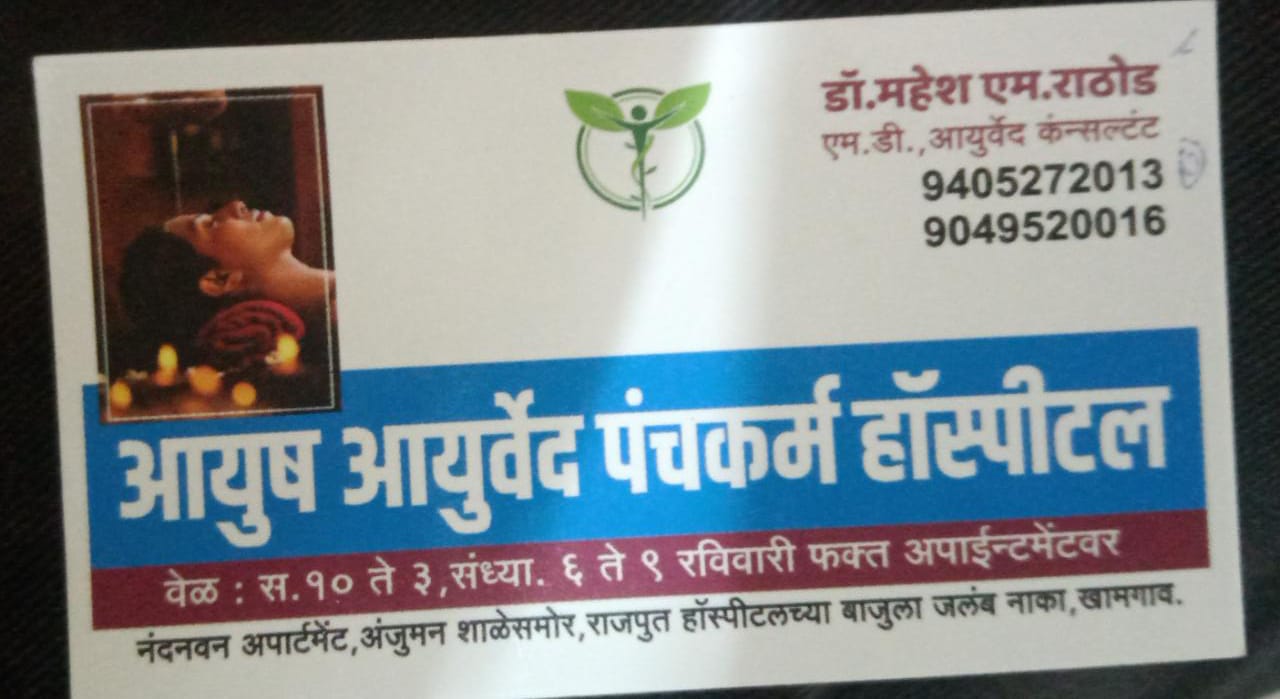 डॉ.महेश एम.राठोड
एम.डी.,आयुर्वेद कंन्सल्टंट
9405272013
9049520016
आयुष आयुर्वेद पंचकर्म हॉस्पीटल
वेळ : स.१० ते ३,संध्या. ६ ते ९ रविवारी फक्त अपाईन्टमेंटवर
नंदनवन अपार्टमेंट,अंजुमन शाळेसमोर,राजपुत हॉस्पीटलच्या बाजुला जलंब नाका,खामगाव.